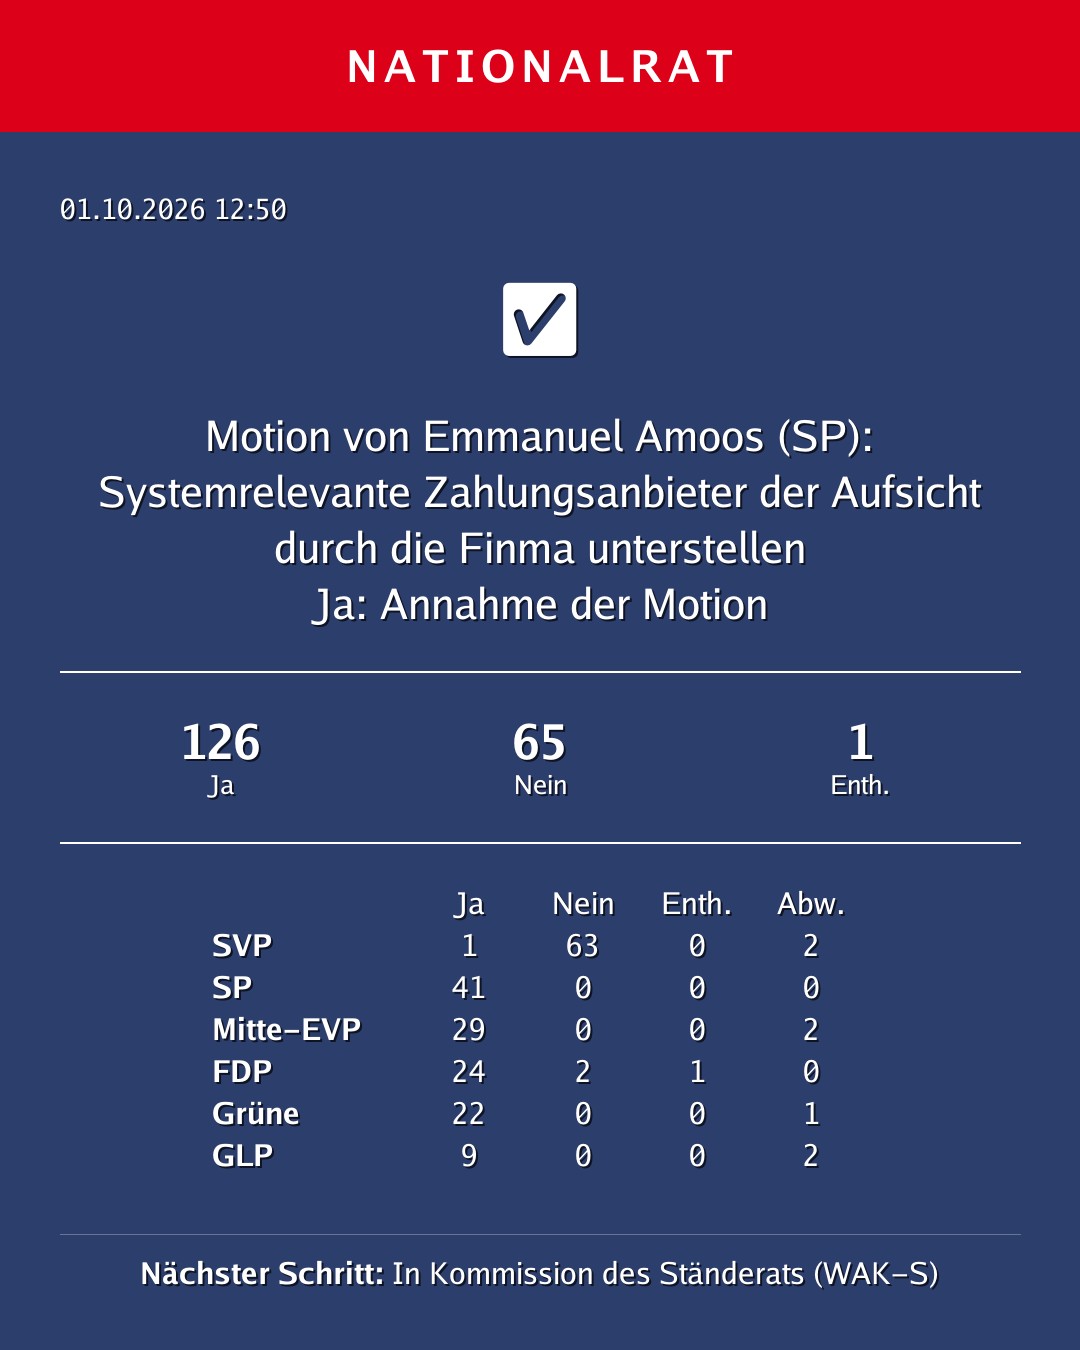 NATIONALRAT
01.10.2026 12:50
Motion von Emmanuel Amoos (SP):
Systemrelevante Zahlungsanbieter der Aufsicht
durch die Finma unterstellen
Ja: Annahme der Motion
126 65 1
Ja Nein Enth.
Ja Nein Enth. Abw.
SVP 1 63 0 2
SP 41 0 0 0
Mitte-EVP 29 0 0 2
FDP 24 2 1 0
Grüne 22 0 0 1
GLP 9 0 0 2
Nächster Schritt: In Kommission des Ständerats (WAK-S)